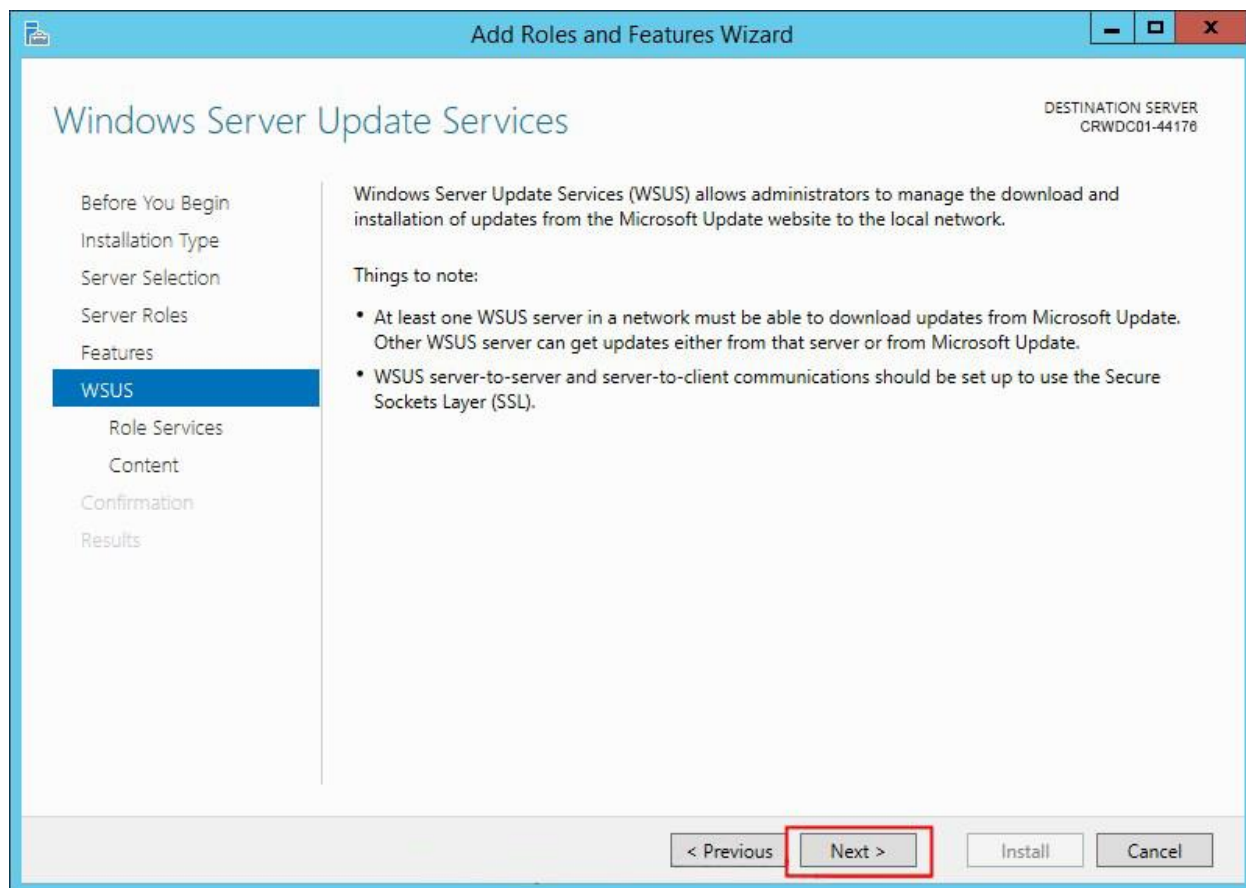 Add Roles and Features Wizard
Windows Server Update Services
DESTINATION SERVER
CRWDC01-44176
Before You Begin
Installation Type
Server Selection
Server Roles
Features
WSUS
Role Services
Content
Confirmation
Results
Windows Server Update Services (WSUS) allows administrators to manage the download and
installation of updates from the Microsoft Update website to the local network.
Things to note:
• At least one WSUS server in a network must be able to download updates from Microsoft Update.
Other WSUS server can get updates either from that server or from Microsoft Update.
• WSUS server-to-server and server-to-client communications should be set up to use the Secure
Sockets Layer (SSL).
< Previous
Next >
Install
Cancel